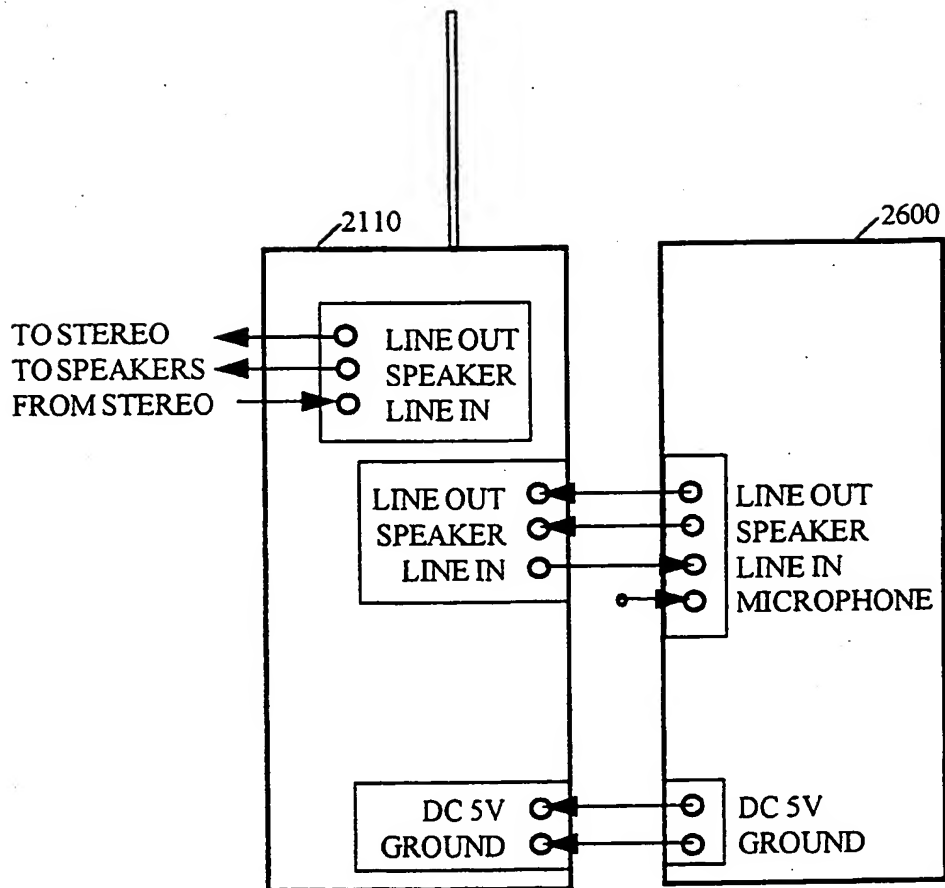 2110
2600
TO STEREO
TO SPEAKERS
FROM STEREO
LINE OUT
SPEAKER
LINE IN
LINE OUT
SPEAKER
LINE IN
LINE OUT
SPEAKER
LINE IN
MICROPHONE
DC 5V
GROUND
DC 5V
GROUND